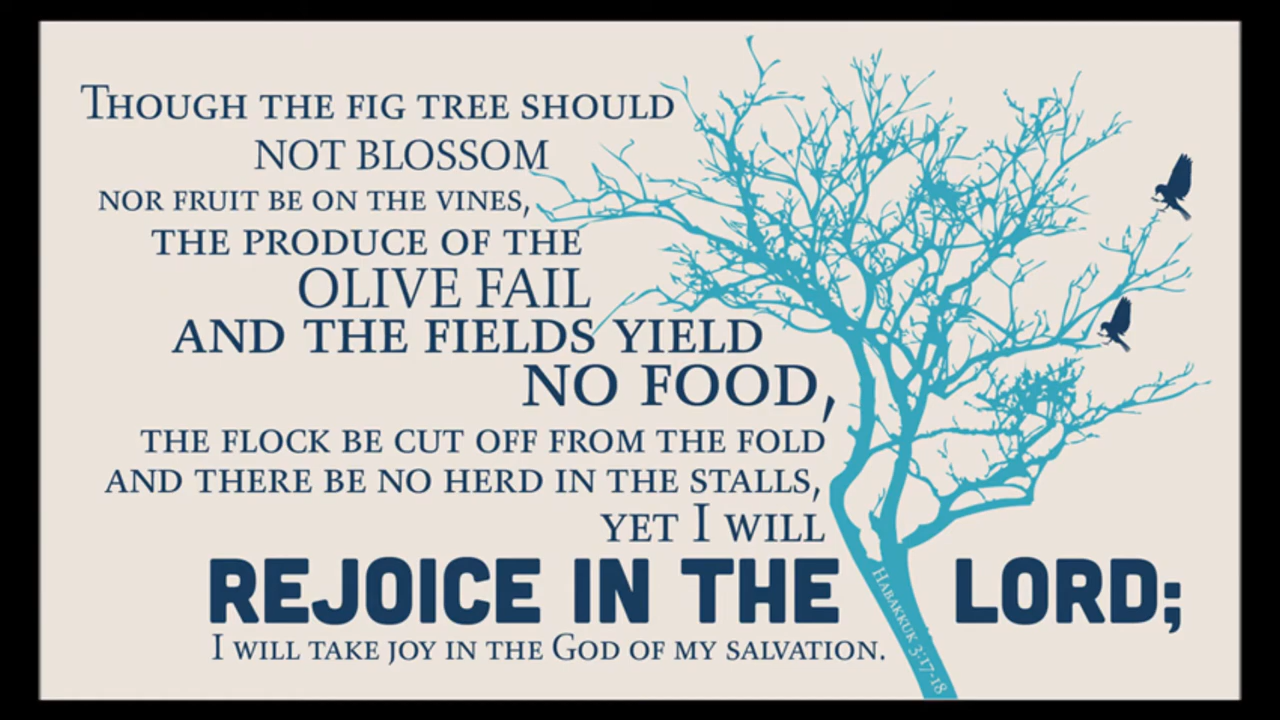 THOUGH THE FIG TREE SHOULD
NOT BLOSSOM
NOR FRUIT BE ON THE VINES,
THE PRODUCE OF THE
OLIVE FAIL
AND THE FIELDS YIELD
NO FOOD,
THE FLOCK BE CUT OFF FROM THE FOLD
AND THERE BE NO HERD IN THE STALLS,
YET I WILL
REJOICE IN THE LORD;
I WILL TAKE JOY IN THE GOD OF MY SALVATION.
HABAKKUK 3:17-18